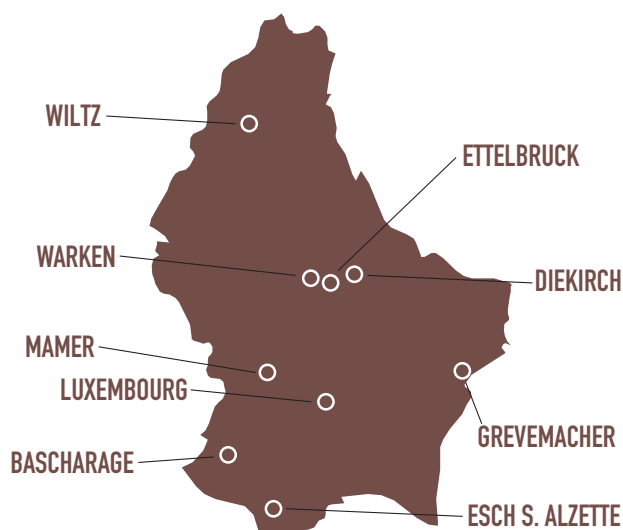 WILTZ
ETTELBRUCK
WARKEN
DIEKIRCH
MAMER
LUXEMBOURG
GREVEMACHER
BASCHARAGE
ESCH S. ALZETTE